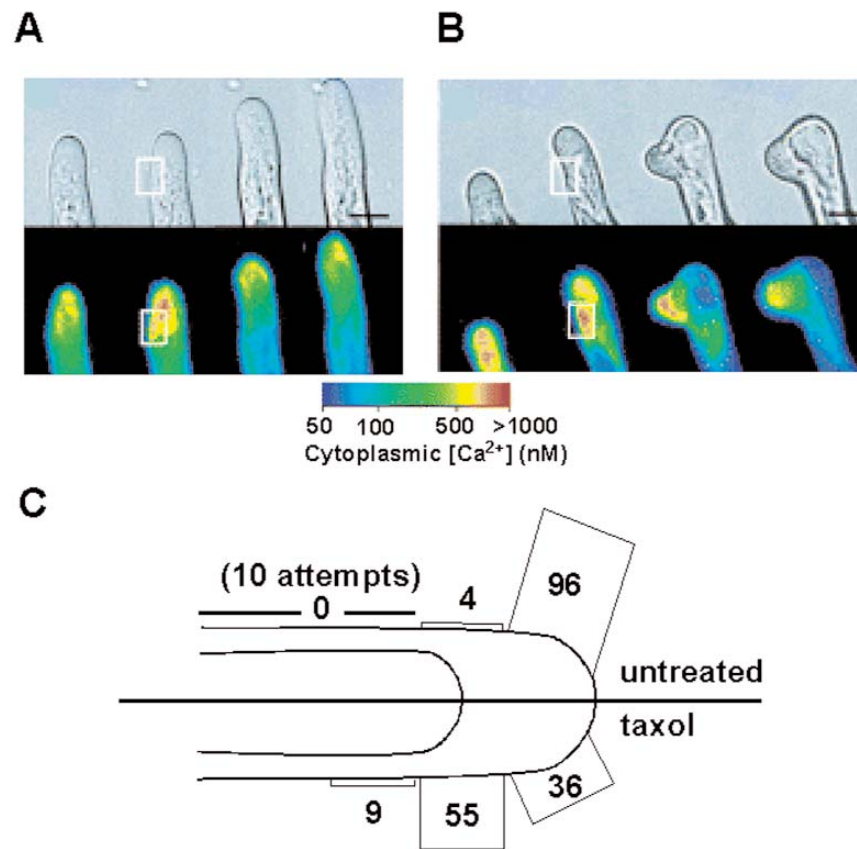 A
B
50 100 500 >1000
Cytoplasmic [Ca²⁺] (nM)
C
(10 attempts)
0
4
96
untreated
taxol
36
9
55